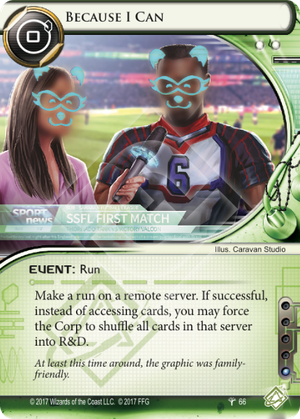 0
Because I Can
6
SPORT
news
SSFL FIRST MATCH
Illus. Caravan Studio
EVENT: Run
Make a run on a remote server. If successful,
instead of accessing cards, you may force
the Corp to shuffle all cards in that server
into R&D.
At least this time around, the graphic was family-
friendly.
© 2017 Wizards of the Coast LLC. © 2017 FFG
66